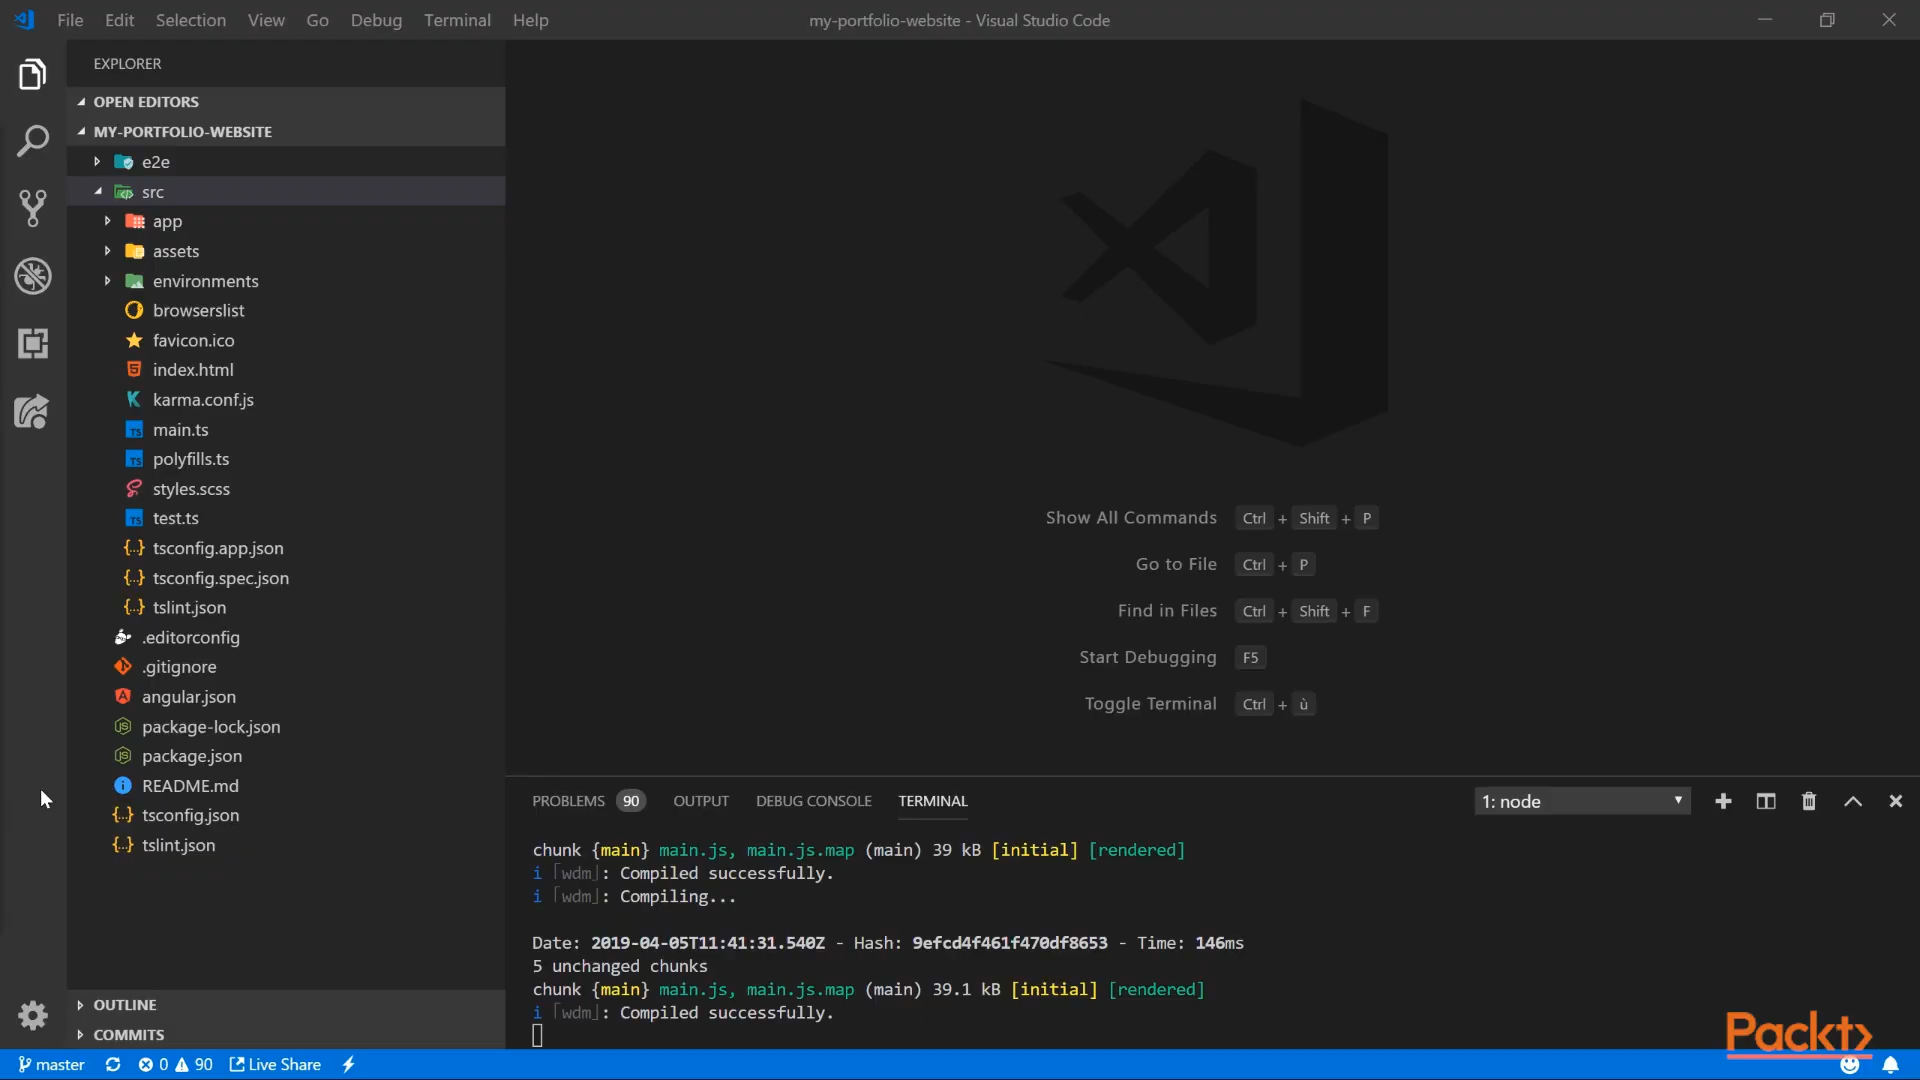 File Edit Selection View Go Debug Terminal Help
my-portfolio-website - Visual Studio Code
EXPLORER
OPEN EDITORS
MY-PORTFOLIO-WEBSITE
e2e
src
app
assets
environments
browserslist
favicon.ico
index.html
karma.conf.js
main.ts
polyfills.ts
styles.scss
test.ts
tsconfig.app.json
tsconfig.spec.json
tslint.json
.editorconfig
.gitignore
angular.json
package-lock.json
package.json
README.md
tsconfig.json
tslint.json
OUTLINE
COMMITS
Show All Commands Ctrl + Shift + P
Go to File Ctrl + P
Find in Files Ctrl + Shift + F
Start Debugging F5
Toggle Terminal Ctrl + ù
PROBLEMS 90 OUTPUT DEBUG CONSOLE TERMINAL 1: node
chunk {main} main.js, main.js.map (main) 39 kB [initial] [rendered]
i ｢wdm｣: Compiled successfully.
i ｢wdm｣: Compiling...
Date: 2019-04-05T11:41:31.540Z - Hash: 9efcd4f461f470df8653 - Time: 146ms
5 unchanged chunks
chunk {main} main.js, main.js.map (main) 39.1 kB [initial] [rendered]
i ｢wdm｣: Compiled successfully.
Packt>
master 0 90 Live Share